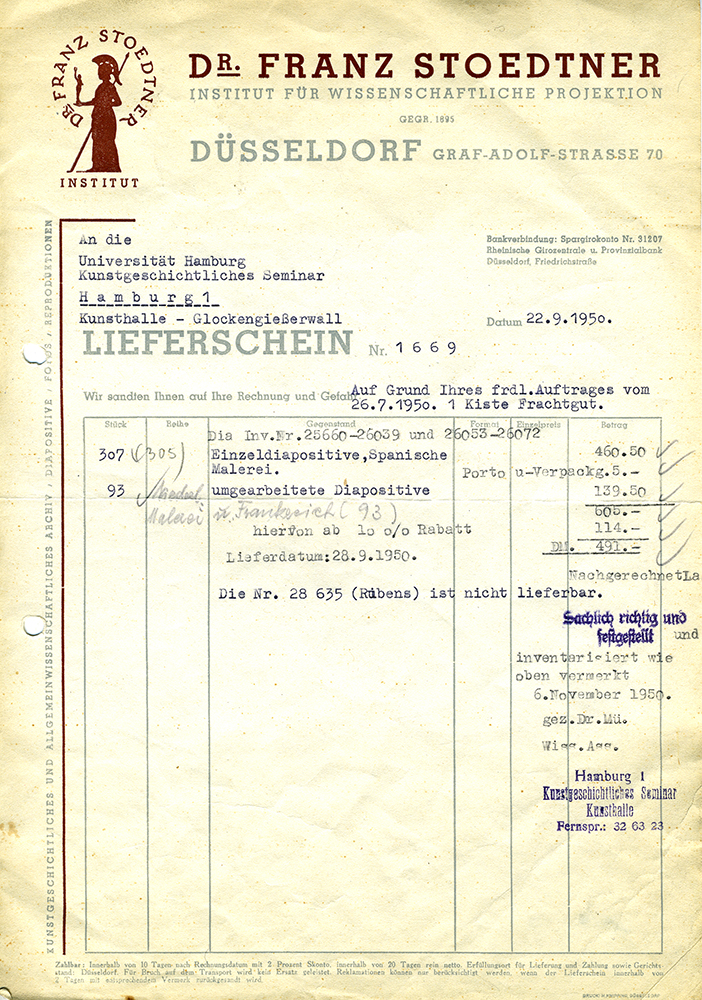 DR. FRANZ STOEDTNER
INSTITUT
DR. FRANZ STOEDTNER
INSTITUT FÜR WISSENSCHAFTLICHE PROJEKTION
GEGR. 1895
DÜSSELDORF GRAF-ADOLF-STRASSE 70
An die
Universität Hamburg
Kunstgeschichtliches Seminar
Hamburg 1
Kunsthalle - Glockengießerwall
Bankverbindung: Spargirokonto Nr. 31207
Rheinische Girozentrale u. Provinzialbank
Düsseldorf, Friedrichstraße
Datum 22.9.1950.
LIEFERSCHEIN Nr. 1669
Wir sandten Ihnen auf Ihre Rechnung und Gefahr Auf Grund Ihres frdl.Auftrages vom
26.7.1950. 1 Kiste Frachtgut.
Stück Reihe Gegenstand Format Einzelpreis Betrag
Dia Inv.Nr.25660-26039 und 26053-26072
307 (305) Einzeldiapositive,Spanische 460.50
Malerei. Porto u-Verpackg.5.-
93 umgearbeitete Diapositive 139.50
Malerei u. Frankreich (93) 605.-
hiervon ab 10 o/o Rabatt 114.-
DM. 491.-
Lieferdatum:28.9.1950.
Nachgerechnet La
Die Nr. 28 635 (Rubens) ist nicht lieferbar.
Sachlich richtig und
festgestellt und
inventarisiert wie
oben vermerkt
6.November 1950.
gez.Dr.Mü.
Wiss.Ass.
Hamburg 1
Kunstgeschichtliches Seminar
Kunsthalle
Fernspr.: 32 63 23
KUNSTGESCHICHTLICHES UND ALLGEMEINWISSENSCHAFTLICHES ARCHIV / DIAPOSITIVE / FOTOS / REPRODUKTIONEN
Zahlbar: Innerhalb von 10 Tagen nach Rechnungsdatum mit 2 Prozent Skonto, innerhalb von 20 Tagen rein netto. Erfüllungsort für Lieferung und Zahlung sowie Gerichts-
stand: Düsseldorf. Für Bruch auf dem Transport wird kein Ersatz geleistet. Reklamationen können nur berücksichtigt werden, wenn der Lieferschein innerhalb von
2 Tagen mit entsprechendem Vermerk zurückgesandt wird.